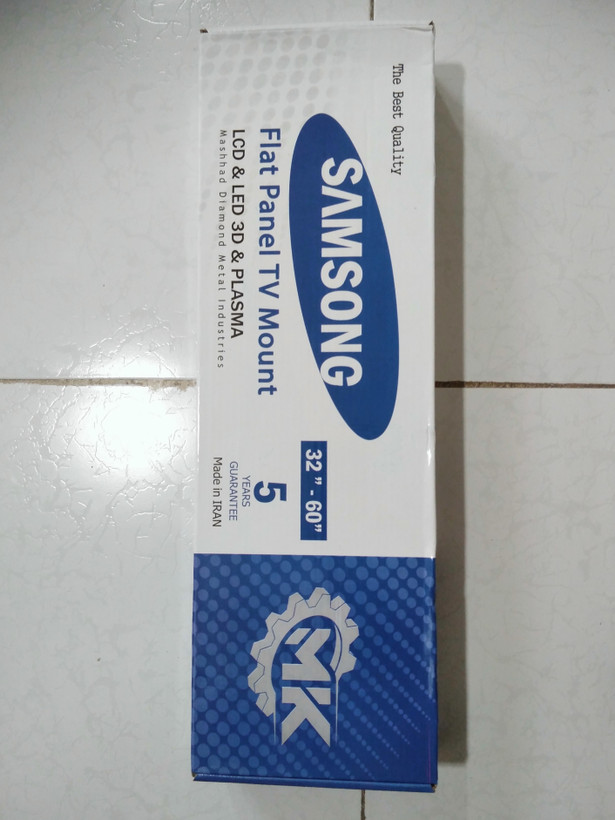 The Best Quality
SAMSONG
Flat Panel TV Mount
LCD & LED 3D & PLASMA
Mashhad Diamond Metal Industries
32 " - 60"
5
YEARS
GUARANTEE
Made in IRAN
MK